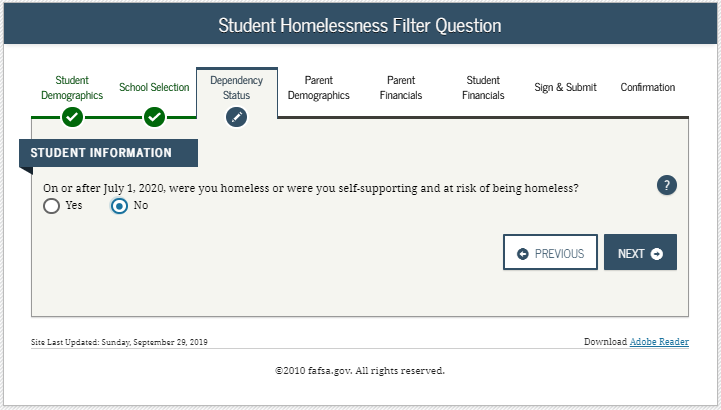 Student Homelessness Filter Question
Student Demographics
School Selection
Dependency Status
Parent Demographics
Parent Financials
Student Financials
Sign & Submit
Confirmation
STUDENT INFORMATION
On or after July 1, 2020, were you homeless or were you self-supporting and at risk of being homeless?
?
Yes
No
PREVIOUS
NEXT
Site Last Updated: Sunday, September 29, 2019
Download Adobe Reader
©2010 fafsa.gov. All rights reserved.